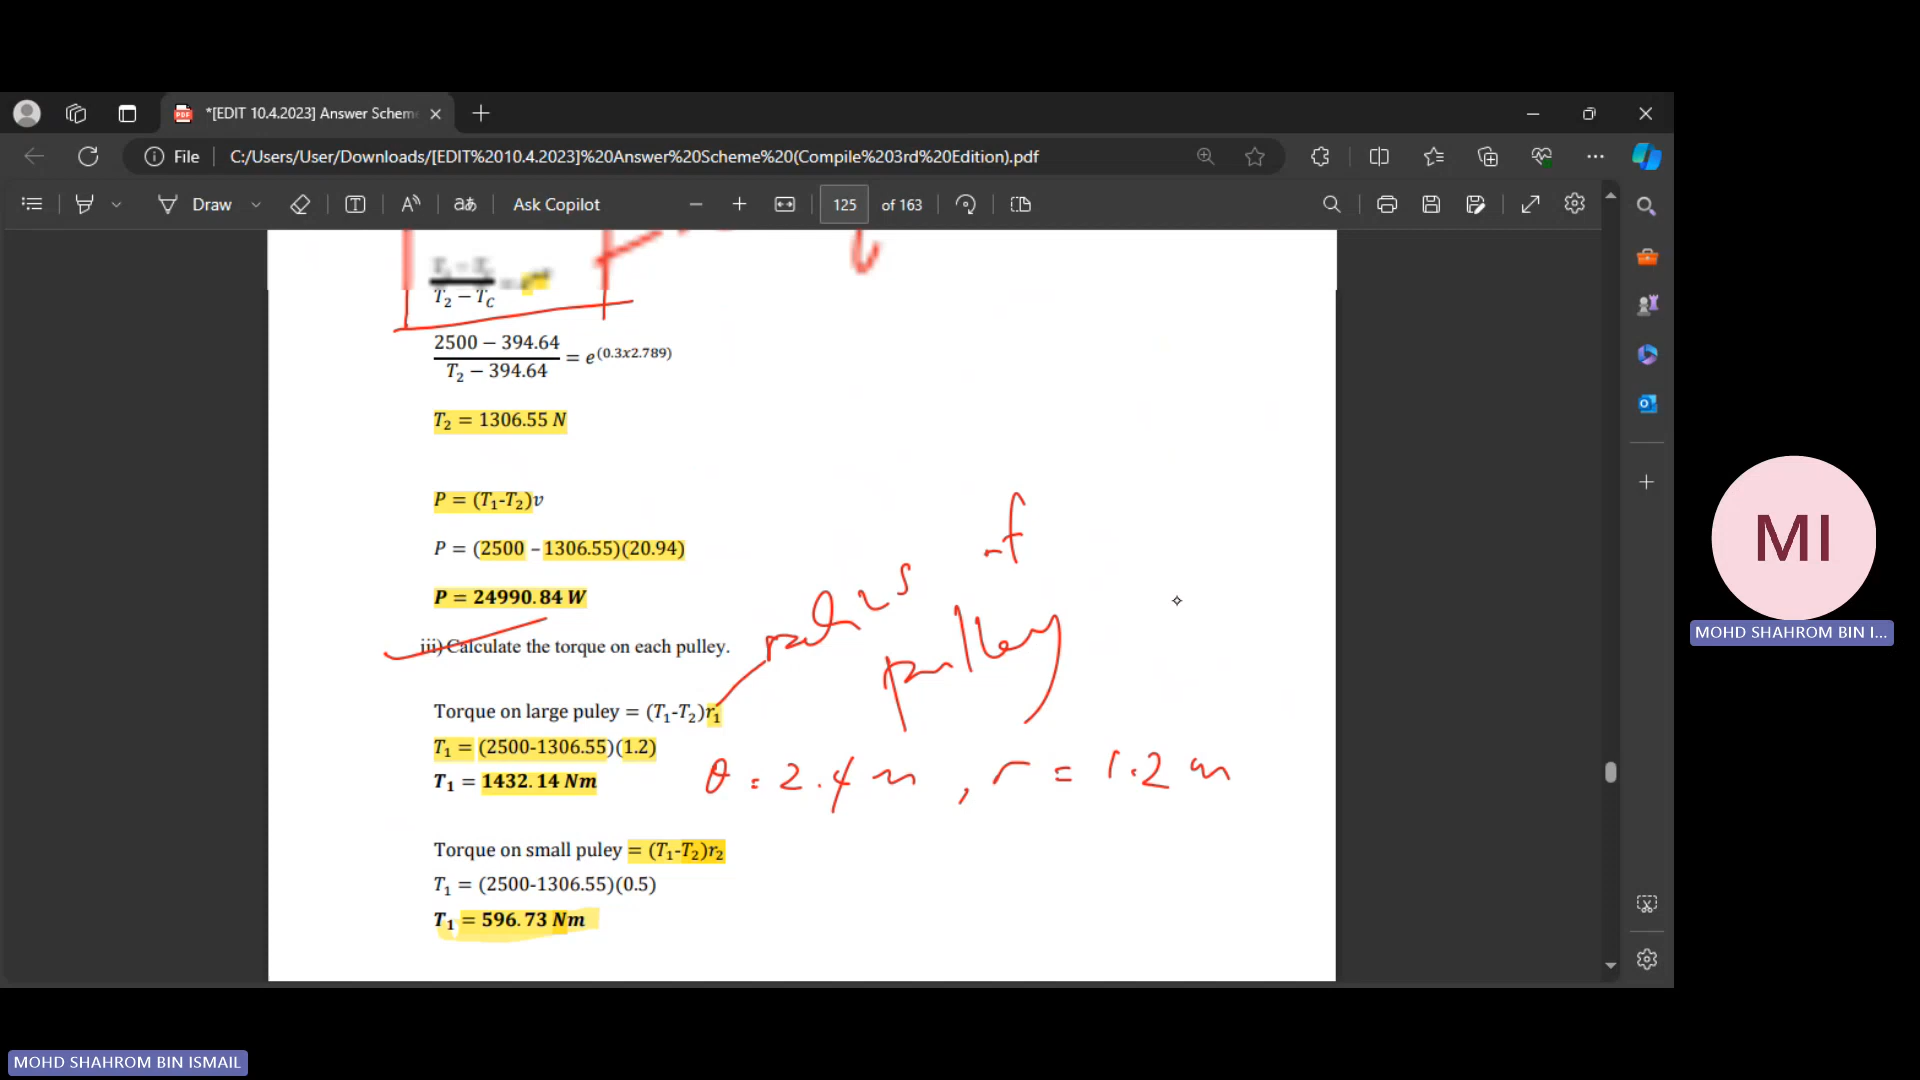 *[EDIT 10.4.2023] Answer Schem
File
C:/Users/User/Downloads/[EDIT%2010.4.2023]%20Answer%20Scheme%20(Compile%203rd%20Edition).pdf
Draw
aあ
Ask Copilot
125 of 163
T₁ − T_C
T₂ − T_C
2500 − 394.64
T₂ − 394.64
= e^(0.3x2.789)
T₂ = 1306.55 N
P = (T₁-T₂)v
P = (2500 − 1306.55)(20.94)
P = 24990.84 W
radius of
pulley
iii) Calculate the torque on each pulley.
Torque on large puley = (T₁-T₂)r₁
T₁ = (2500-1306.55)(1.2)
T₁ = 1432.14 Nm
θ = 2.4 m , r = 1.2 m
Torque on small puley = (T₁-T₂)r₂
T₁ = (2500-1306.55)(0.5)
T₁ = 596.73 Nm
MI
MOHD SHAHROM BIN I...
MOHD SHAHROM BIN ISMAIL